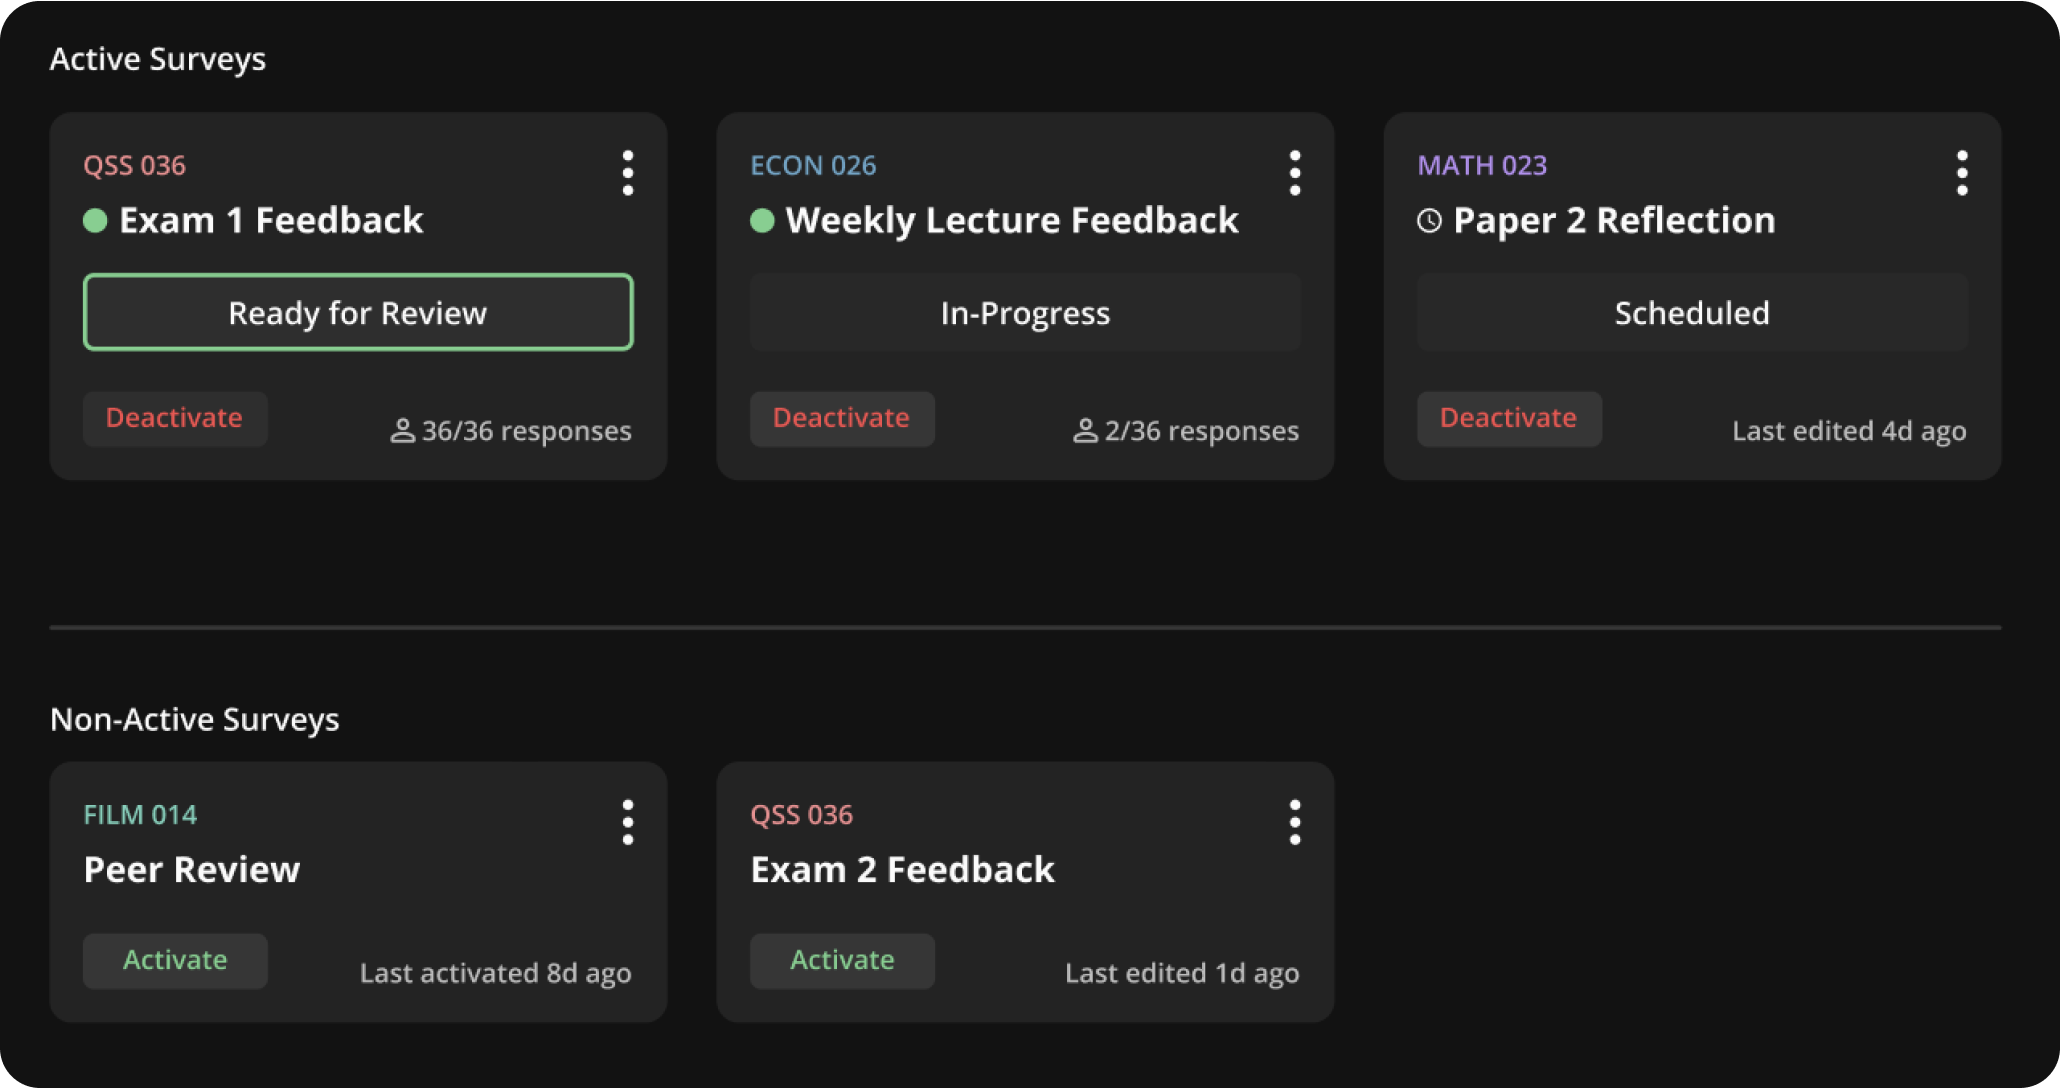 Active Surveys
QSS 036
Exam 1 Feedback
Ready for Review
Deactivate
36/36 responses
ECON 026
Weekly Lecture Feedback
In-Progress
Deactivate
2/36 responses
MATH 023
Paper 2 Reflection
Scheduled
Deactivate
Last edited 4d ago
Non-Active Surveys
FILM 014
Peer Review
Activate
Last activated 8d ago
QSS 036
Exam 2 Feedback
Activate
Last edited 1d ago